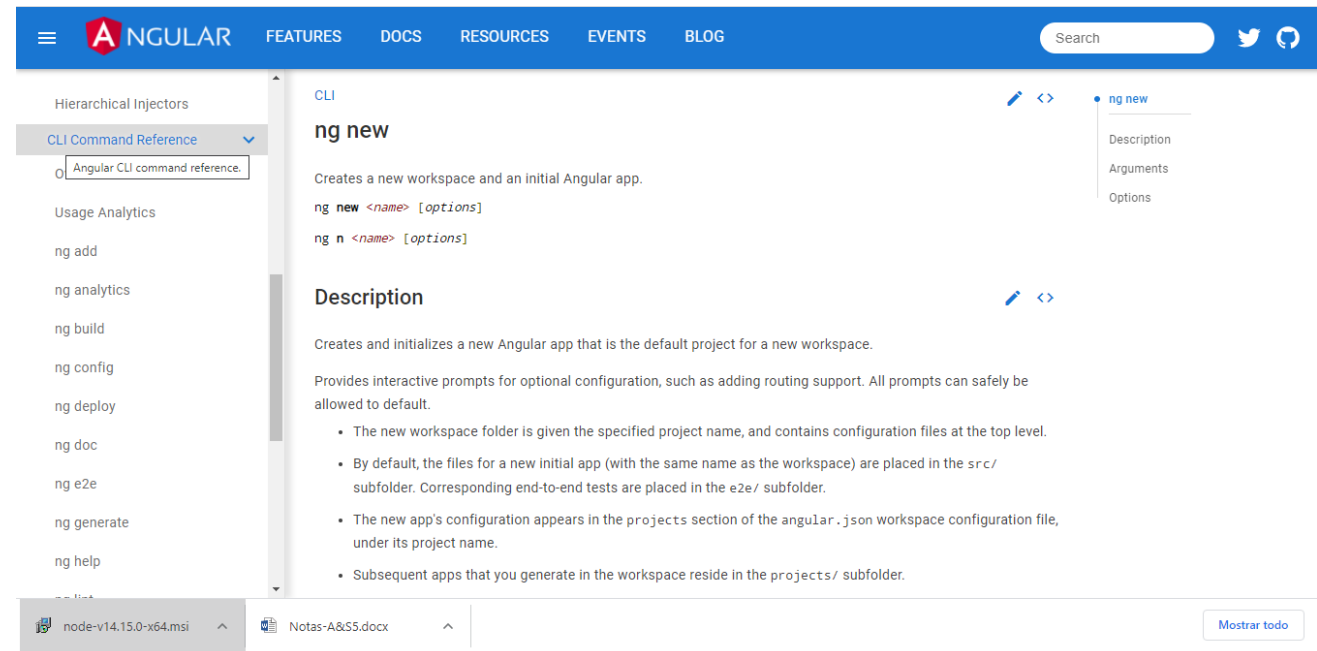 ANGULAR FEATURES DOCS RESOURCES EVENTS BLOG Search
Hierarchical Injectors
CLI Command Reference
Angular CLI command reference.
Usage Analytics
ng add
ng analytics
ng build
ng config
ng deploy
ng doc
ng e2e
ng generate
ng help
CLI
ng new
Creates a new workspace and an initial Angular app.
ng new <name> [options]
ng n <name> [options]
Description
Creates and initializes a new Angular app that is the default project for a new workspace.
Provides interactive prompts for optional configuration, such as adding routing support. All prompts can safely be
allowed to default.
• The new workspace folder is given the specified project name, and contains configuration files at the top level.
• By default, the files for a new initial app (with the same name as the workspace) are placed in the src/
subfolder. Corresponding end-to-end tests are placed in the e2e/ subfolder.
• The new app's configuration appears in the projects section of the angular.json workspace configuration file,
under its project name.
• Subsequent apps that you generate in the workspace reside in the projects/ subfolder.
ng new
Description
Arguments
Options
node-v14.15.0-x64.msi
Notas-A&S5.docx
Mostrar todo